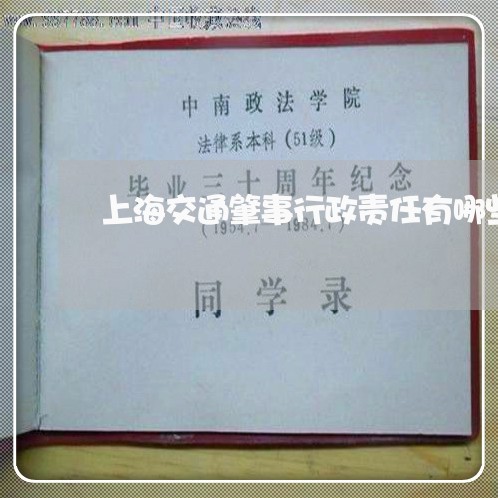 中南政法学院
法律系本科(51级)
毕业三十周年纪念
上海交通肇事行政责任有哪些
(1954.7—1984.7)
同学录